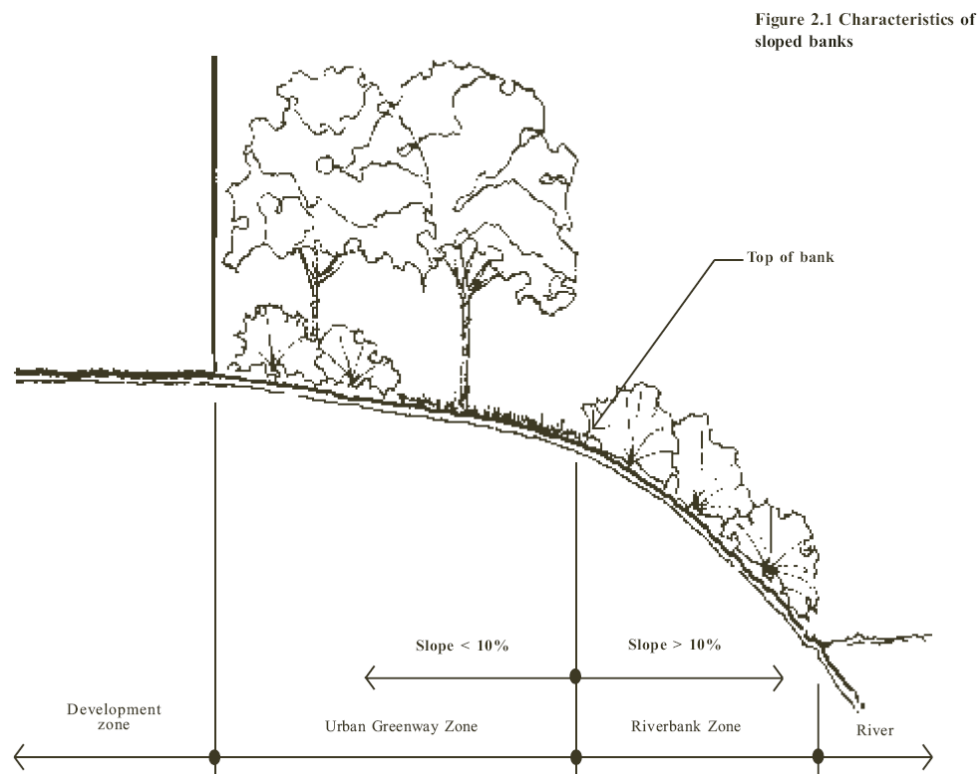 Figure 2.1 Characteristics of
sloped banks
Top of bank
Slope < 10%
Slope > 10%
Development
zone
Urban Greenway Zone
Riverbank Zone
River